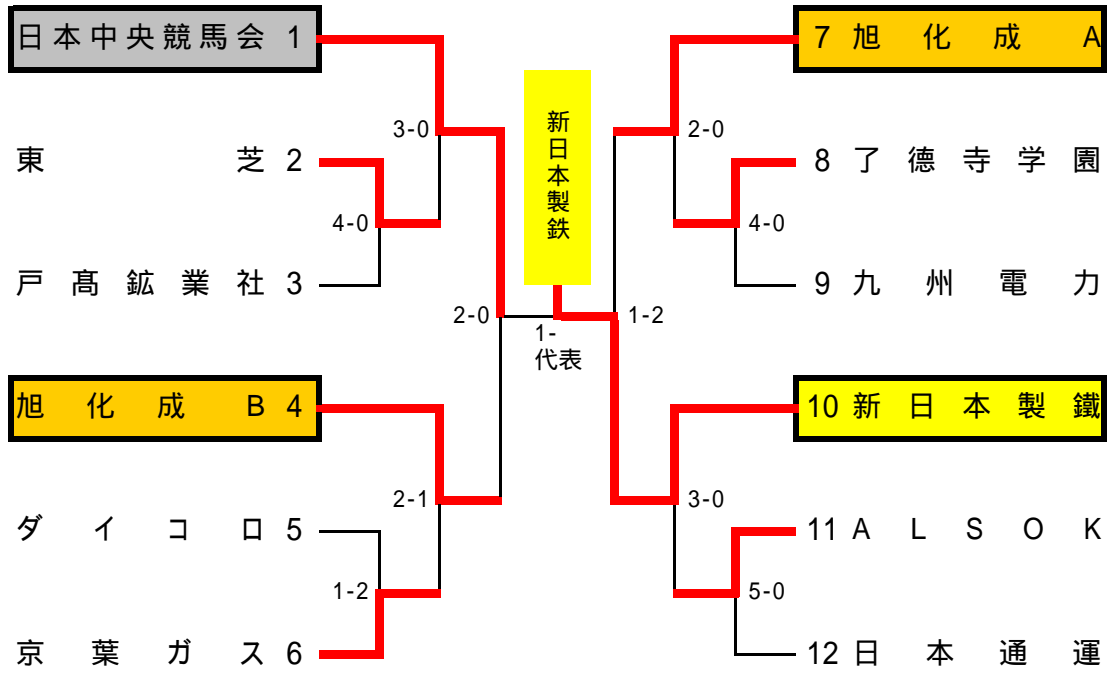 日本中央競馬会 1
3-0
東芝 2
4-0
戸髙鉱業社 3
2-0
旭化成B 4
2-1
ダイコロ 5
1-2
京葉ガス 6
新日本製鉄
1-
代表
7 旭化成A
2-0
8 了德寺学園
4-0
9 九州電力
1-2
10 新日本製鐵
3-0
11 ALSOK
5-0
12 日本通運